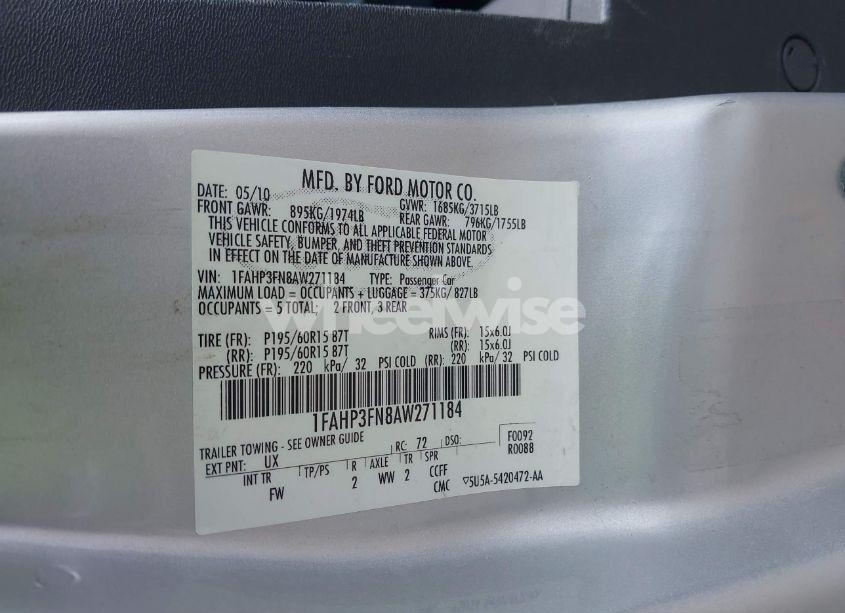 MFD. BY FORD MOTOR CO.
DATE: 05/10 GVWR: 1685KG/3715LB
FRONT GAWR: 895KG/1974LB REAR GAWR: 796KG/1755LB
THIS VEHICLE CONFORMS TO ALL APPLICABLE FEDERAL MOTOR
VEHICLE SAFETY, BUMPER, AND THEFT PREVENTION STANDARDS
IN EFFECT ON THE DATE OF MANUFACTURE SHOWN ABOVE.
VIN: 1FAHP3FN8AW271184 TYPE: Passenger Car
MAXIMUM LOAD = OCCUPANTS + LUGGAGE = 375KG/ 827LB
OCCUPANTS = 5 TOTAL: 2 FRONT, 3 REAR
wheelwise
TIRE (FR): P195/60R15 87T RIMS (FR): 15x6.0J
(RR): P195/60R15 87T (RR): 15x6.0J
PRESSURE (FR): 220 kPa/ 32 PSI COLD (RR): 220 kPa/ 32 PSI COLD
1FAHP3FN8AW271184
TRAILER TOWING - SEE OWNER GUIDE RC: 72 DSO: F0092
EXT PNT: UX R0088
INT TR TP/PS R AXLE TR SPR
FW 2 WW 2 CCFF
CMC ▽5U5A-5420472-AA